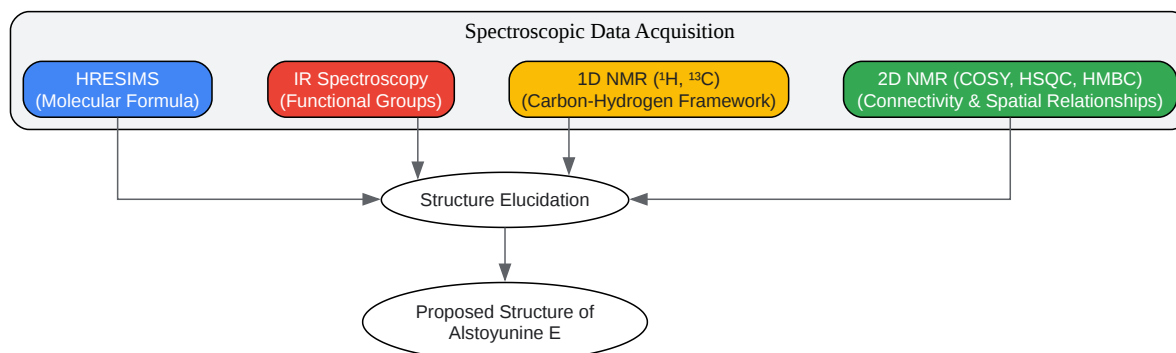 Spectroscopic Data Acquisition
HRESIMS
(Molecular Formula)
IR Spectroscopy
(Functional Groups)
1D NMR (¹H, ¹³C)
(Carbon-Hydrogen Framework)
2D NMR (COSY, HSQC, HMBC)
(Connectivity & Spatial Relationships)
Structure Elucidation
Proposed Structure of
Alstoyunine E